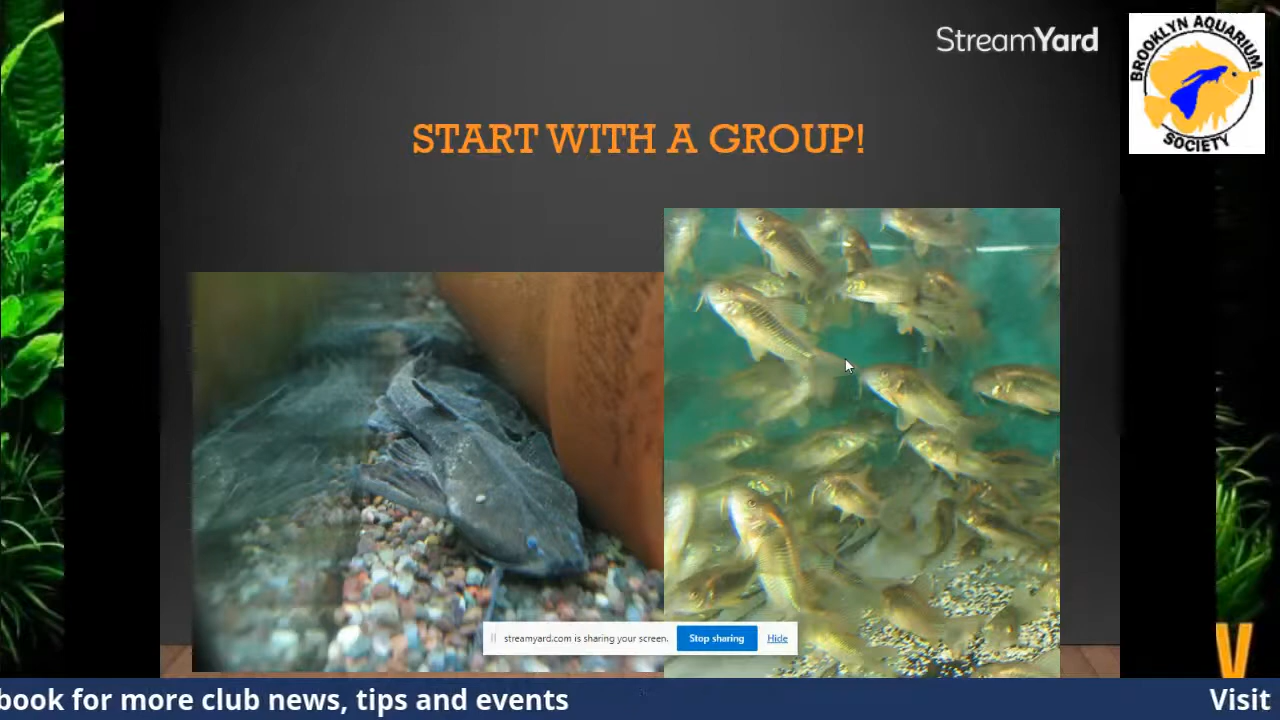 StreamYard
BROOKLYN AQUARIUM
SOCIETY
START WITH A GROUP!
streamyard.com is sharing your screen. Stop sharing Hide
V
book for more club news, tips and events Visit